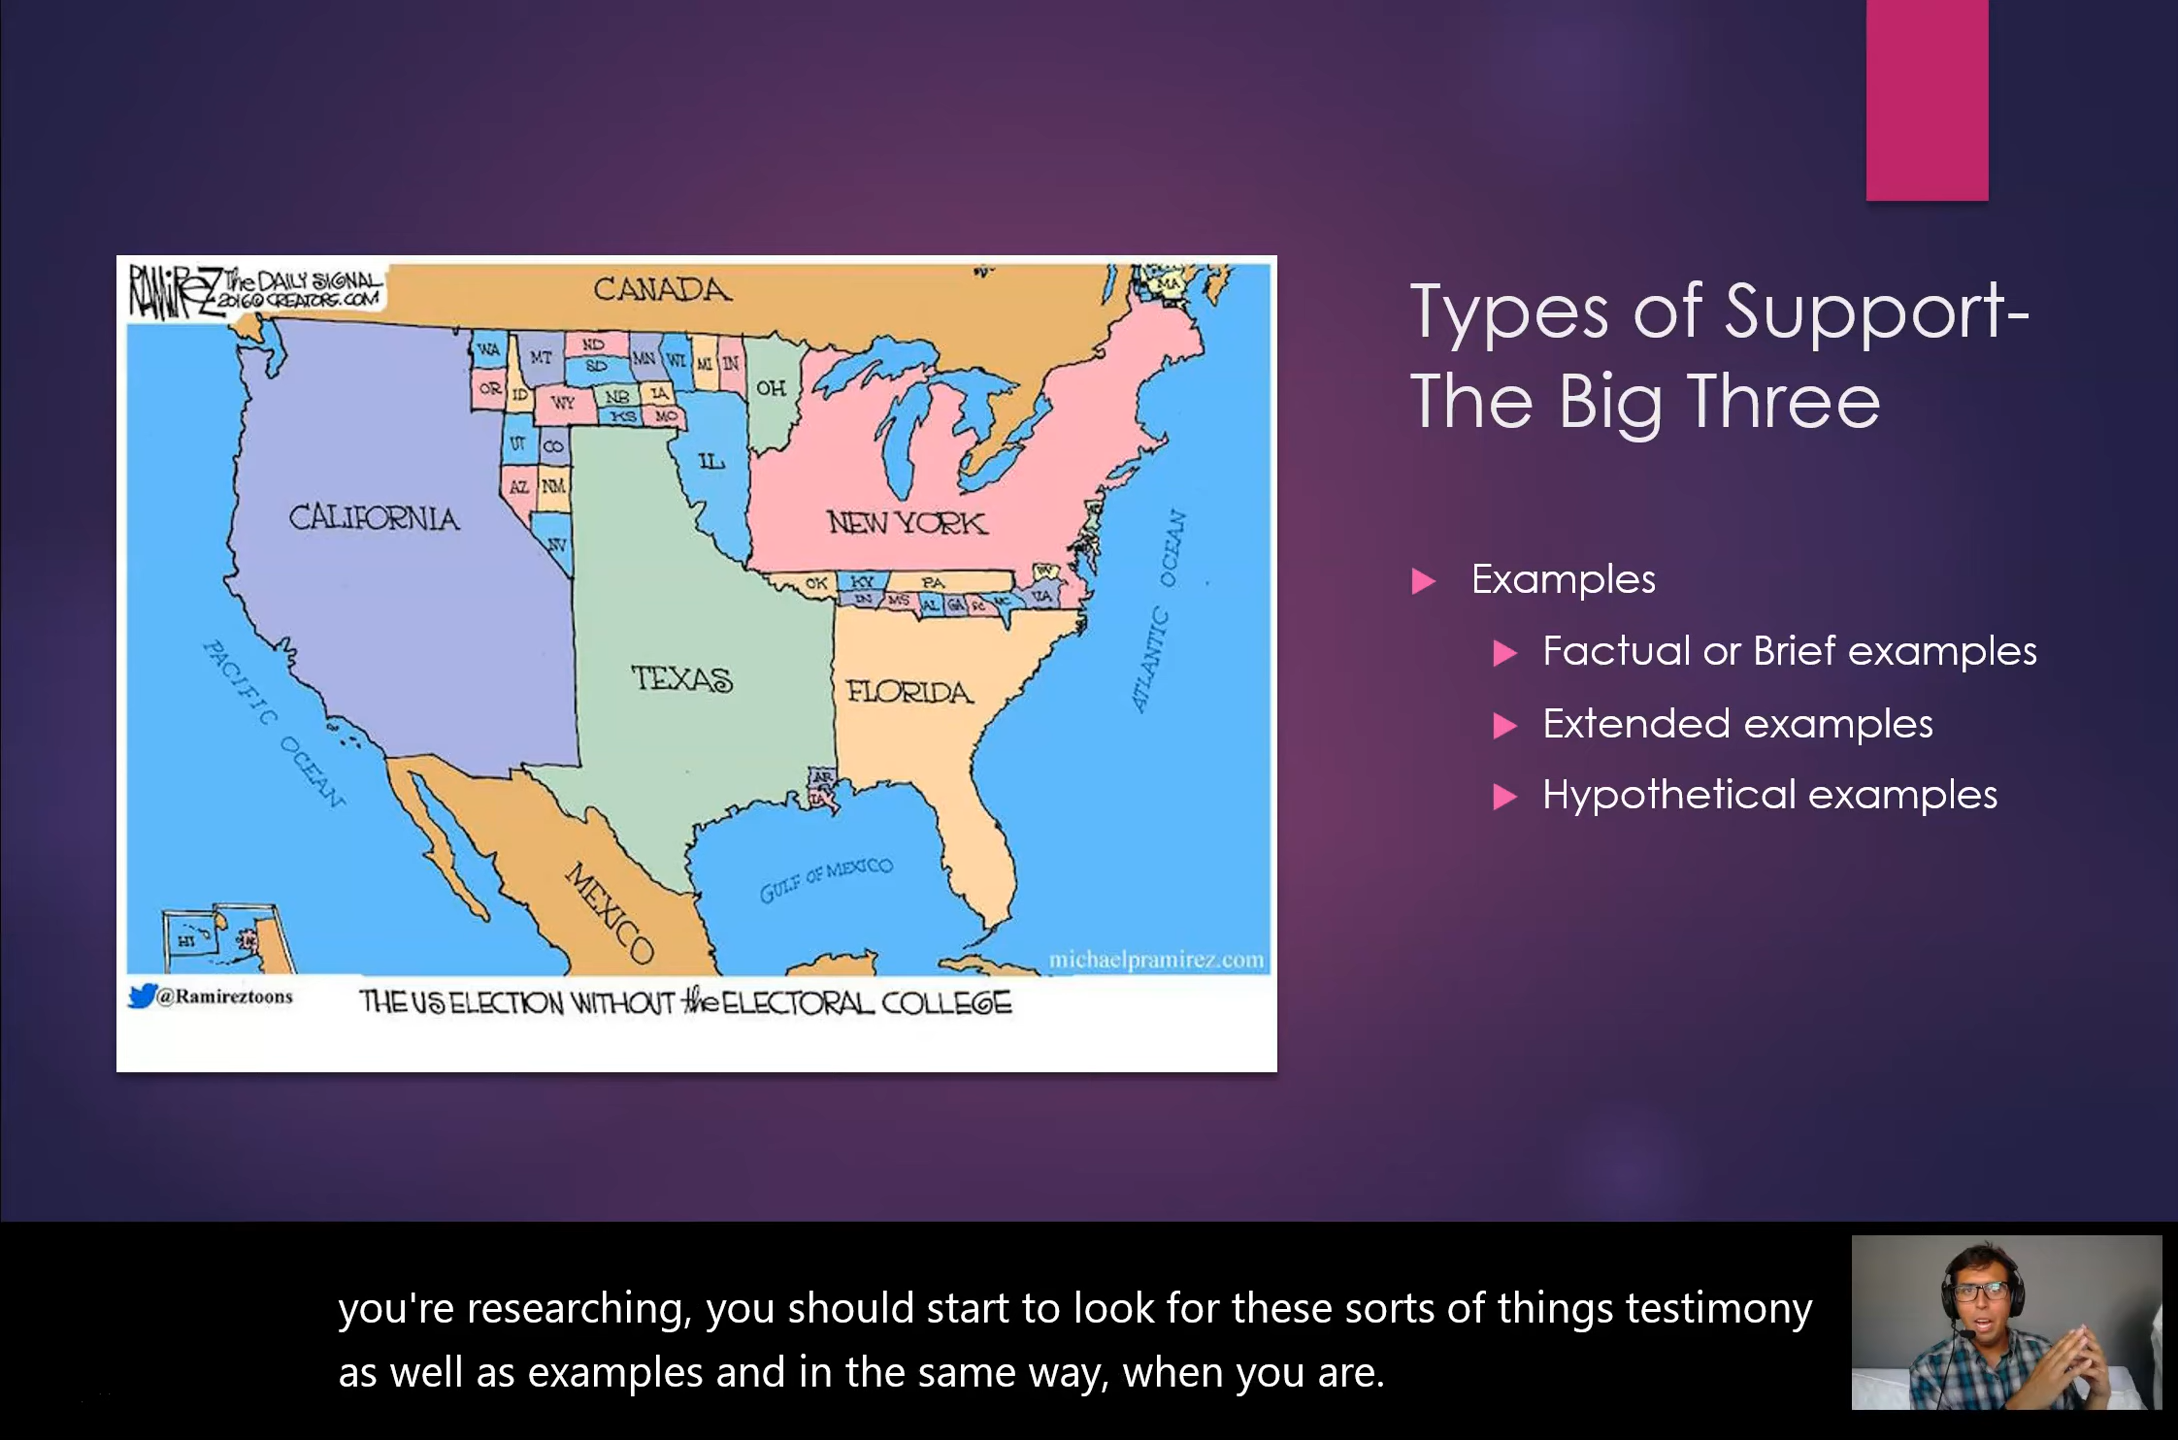 RAMIREZ The DAILY SIGNAL
2016© CREATORS.COM
CANADA
MA
WA
MT
ND
SD
MN
WI
MI
IN
OH
OR
ID
WY
NB
IA
KS
MO
UT
CO
IL
AZ
NM
NV
CALIFORNIA
NEW YORK
OK
KY
PA
MS
AL
GA
VA
TEXAS
FLORIDA
AR
LA
PACIFIC OCEAN
ATLANTIC OCEAN
GULF OF MEXICO
MEXICO
HI
michaelpramirez.com
@Ramireztoons
THE US ELECTION WITHOUT the ELECTORAL COLLEGE
Types of Support-
The Big Three
Examples
Factual or Brief examples
Extended examples
Hypothetical examples
you're researching, you should start to look for these sorts of things testimony
as well as examples and in the same way, when you are.